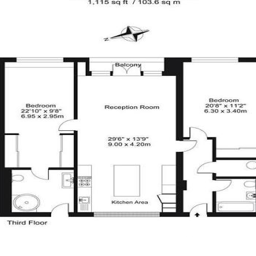 1,115 sq ft / 103.6 sq m
Balcony
Bedroom
22'10" x 9'8"
6.95 x 2.95m
Reception Room
29'6" x 13'9"
9.00 x 4.20m
Bedroom
20'8" x 11'2"
6.30 x 3.40m
Kitchen Area
Third Floor